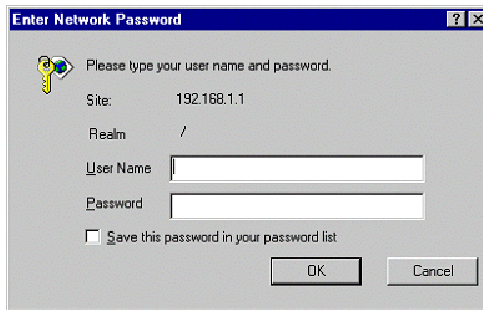 Enter Network Password
? X
Please type your user name and password.
Site: 192.168.1.1
Realm /
User Name
Password
Save this password in your password list
OK Cancel